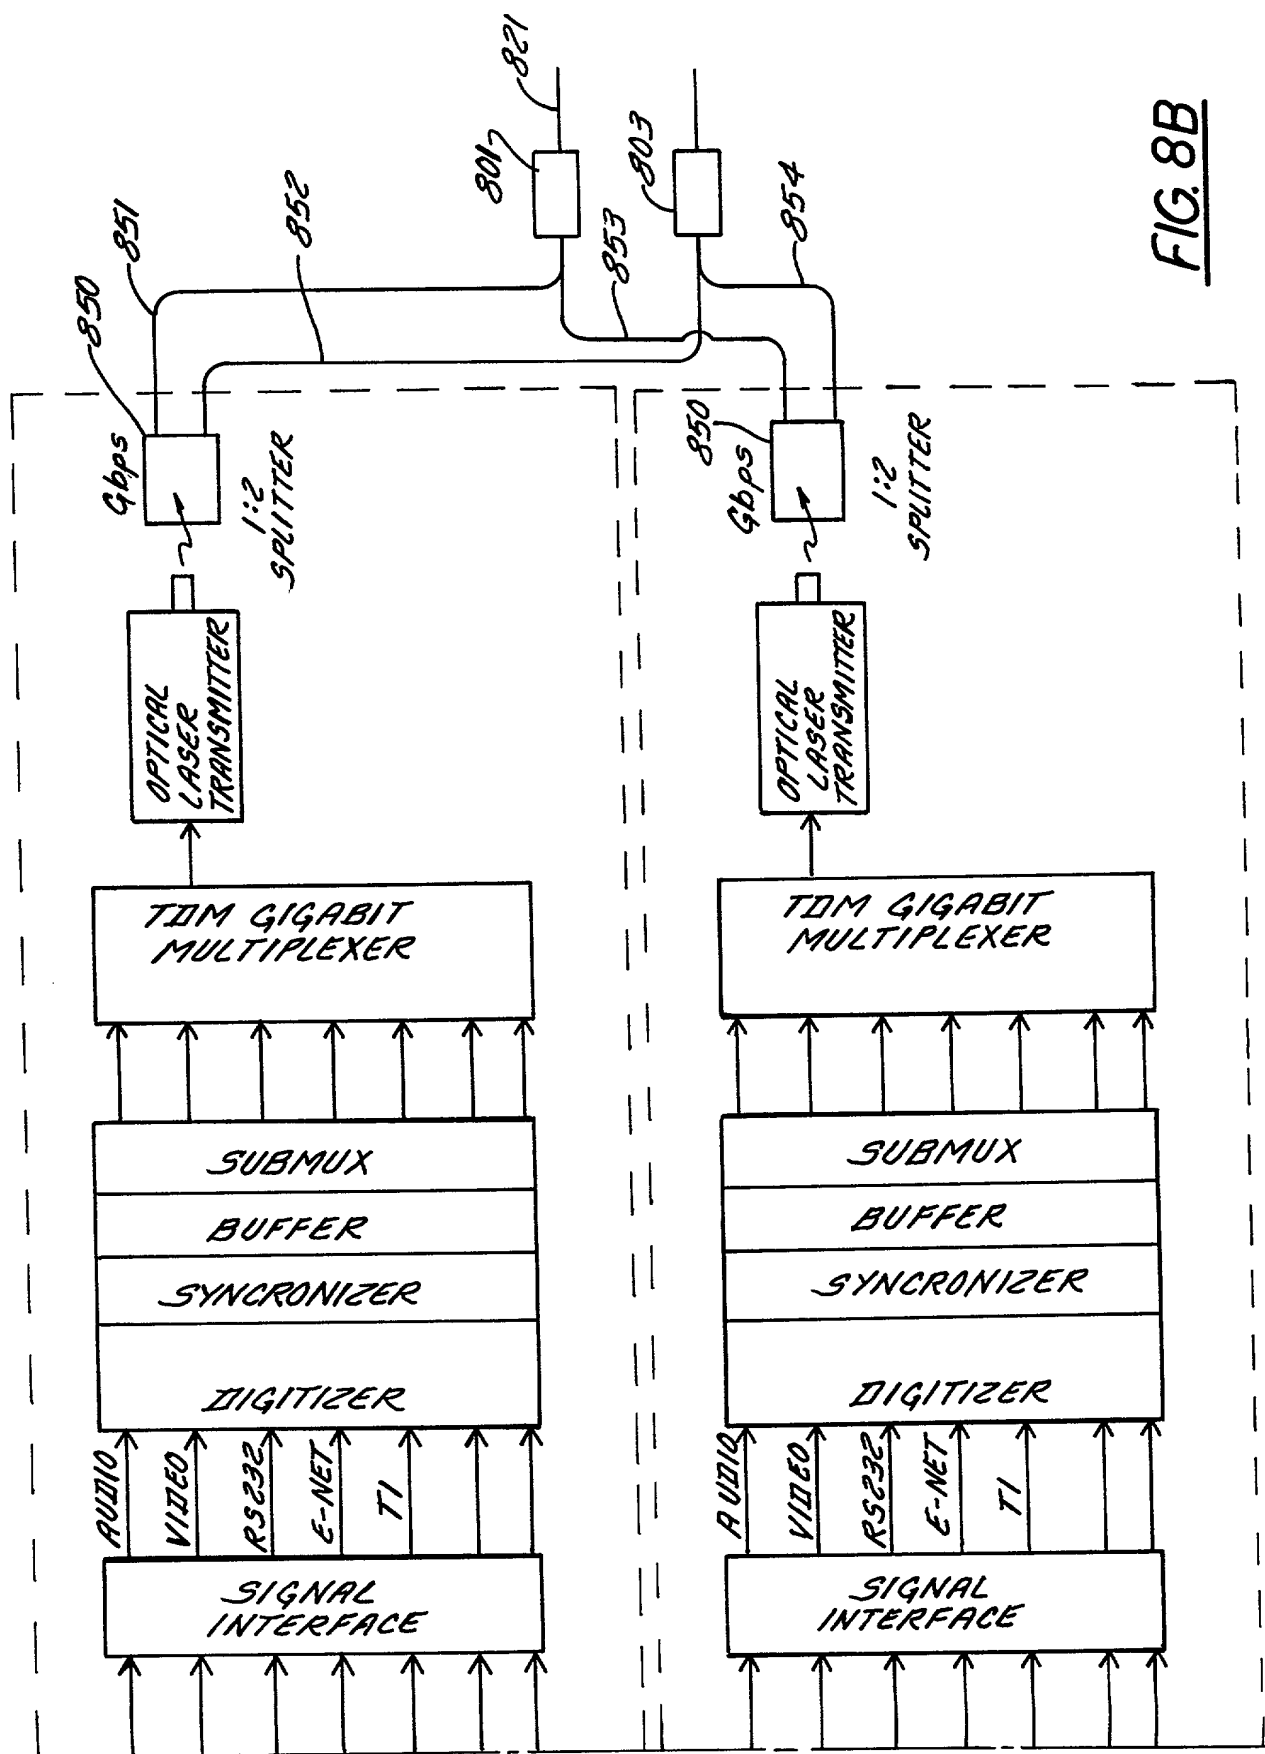 821
801
803
851
852
853
854
850
Gbps
1:2
SPLITTER
OPTICAL
LASER
TRANSMITTER
TDM GIGABIT
MULTIPLEXER
SUBMUX
BUFFER
SYNCRONIZER
DIGITIZER
AUDIO
VIDEO
RS232
E-NET
T1
SIGNAL
INTERFACE
850
Gbps
1:2
SPLITTER
OPTICAL
LASER
TRANSMITTER
TDM GIGABIT
MULTIPLEXER
SUBMUX
BUFFER
SYNCRONIZER
DIGITIZER
AUDIO
VIDEO
RS232
E-NET
T1
SIGNAL
INTERFACE
FIG. 8B